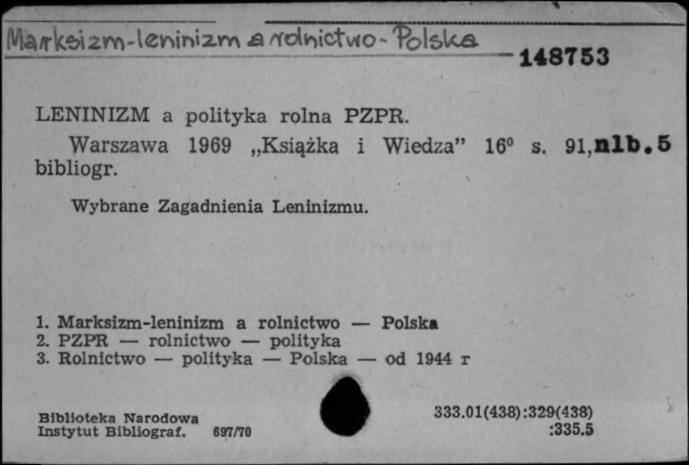 Marksizm-leninizm a rolnictwo-Polska
148753
LENINIZM a polityka rolna PZPR.
Warszawa 1969 „Książka i Wiedza” 16⁰ s. 91,nlb.5
bibliogr.
Wybrane Zagadnienia Leninizmu.
1. Marksizm-leninizm a rolnictwo — Polska
2. PZPR — rolnictwo — polityka
3. Rolnictwo — polityka — Polska — od 1944 r
Biblioteka Narodowa
Instytut Bibliograf. 697/70
333.01(438):329(438)
:335.5